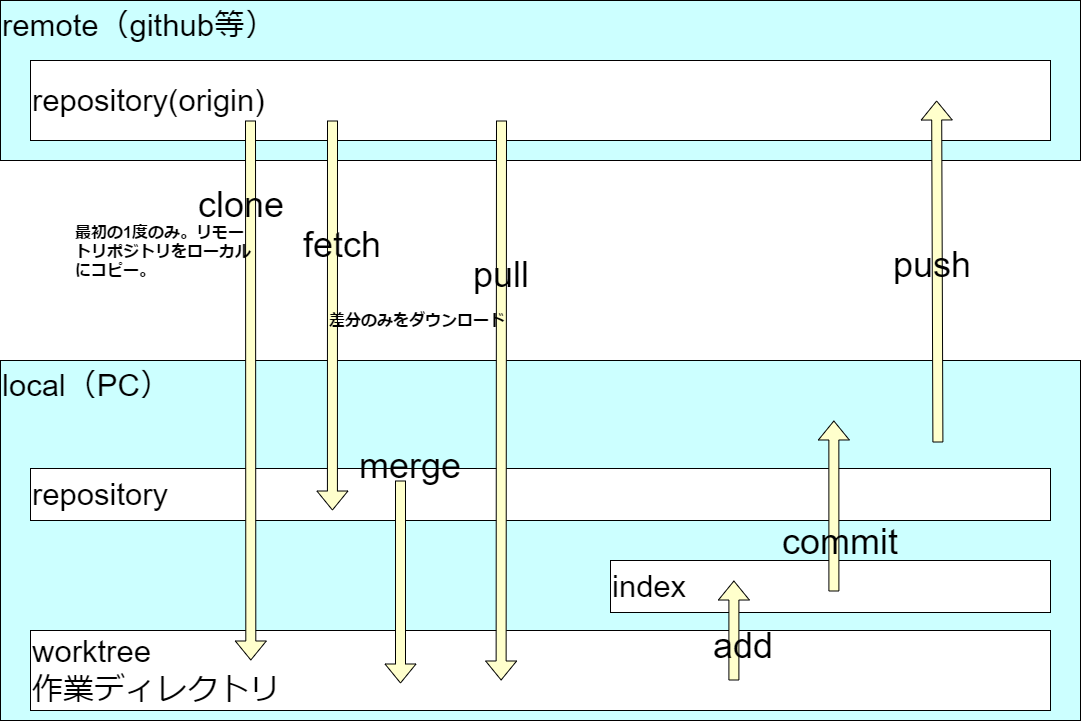 remote（github等）
repository(origin)
clone
最初の1度のみ。リモー
トリポジトリをローカル
にコピー。
fetch
pull
push
差分のみをダウンロード
local（PC）
merge
repository
commit
index
add
worktree
作業ディレクトリ